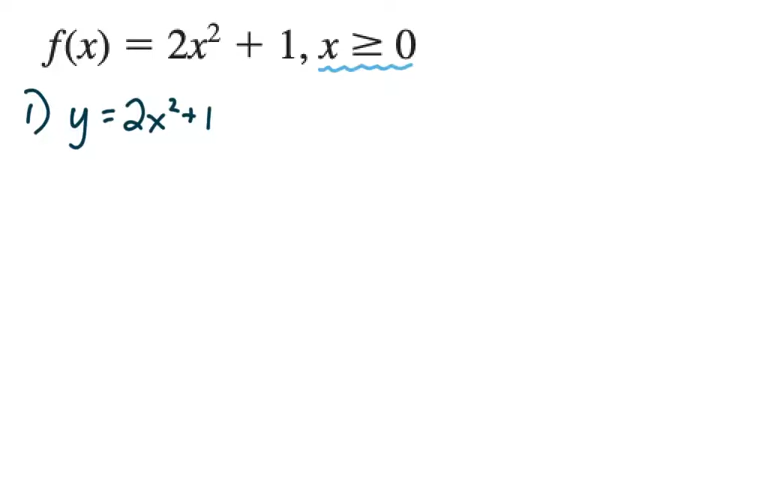 f(x) = 2x² + 1, x ≥ 0
1) y = 2x² + 1